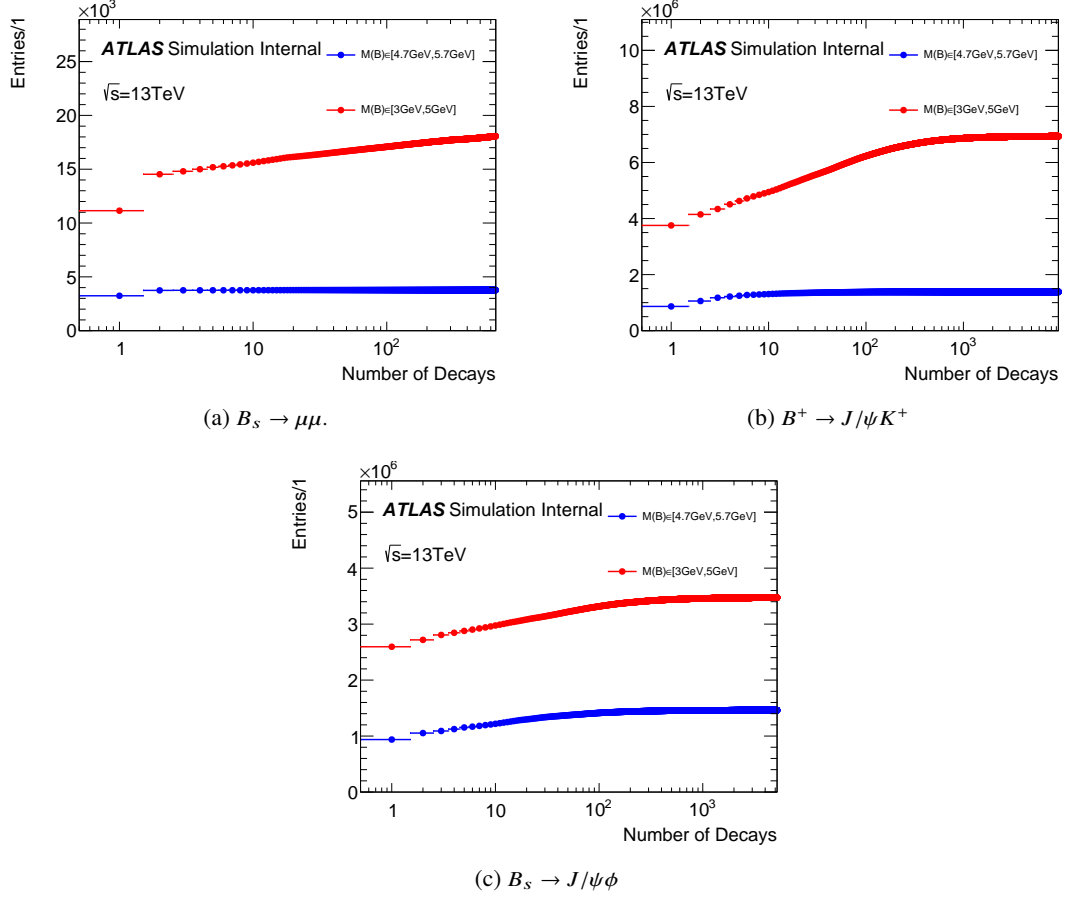 ×10³
Entries/1
25
20
15
10
5
0
ATLAS Simulation Internal
√s=13TeV
M(B)∈[4.7GeV,5.7GeV]
M(B)∈[3GeV,5GeV]
1
10
10²
Number of Decays
(a) B_s → μμ.
×10⁶
Entries/1
10
8
6
4
2
0
ATLAS Simulation Internal
√s=13TeV
M(B)∈[4.7GeV,5.7GeV]
M(B)∈[3GeV,5GeV]
1
10
10²
10³
Number of Decays
(b) B⁺ → J/ψK⁺
×10⁶
Entries/1
5
4
3
2
1
0
ATLAS Simulation Internal
√s=13TeV
M(B)∈[4.7GeV,5.7GeV]
M(B)∈[3GeV,5GeV]
1
10
10²
10³
Number of Decays
(c) B_s → J/ψϕ